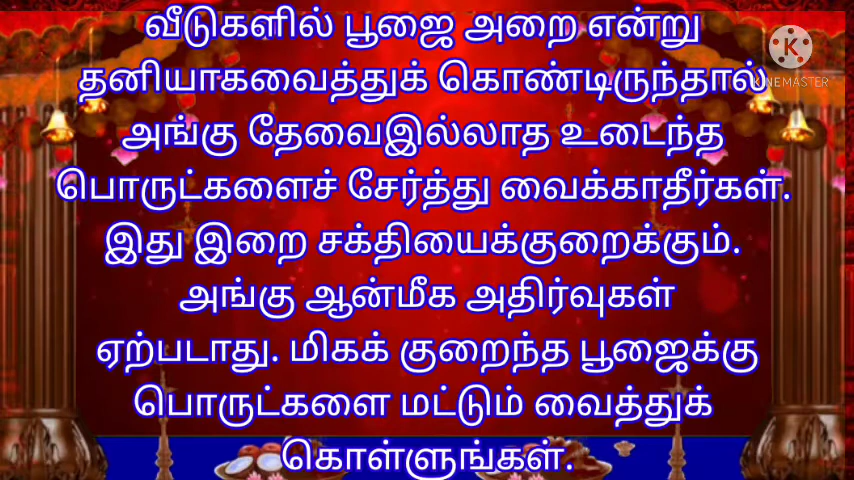 வீடுகளில் பூஜை அறை என்று
தனியாகவைத்துக் கொண்டிருந்தால்
அங்கு தேவைஇல்லாத உடைந்த
பொருட்களைச் சேர்த்து வைக்காதீர்கள்.
இது இறை சக்தியைக்குறைக்கும்.
அங்கு ஆன்மீக அதிர்வுகள்
ஏற்படாது. மிகக் குறைந்த பூஜைக்கு
பொருட்களை மட்டும் வைத்துக்
கொள்ளுங்கள்.
K
KINEMASTER